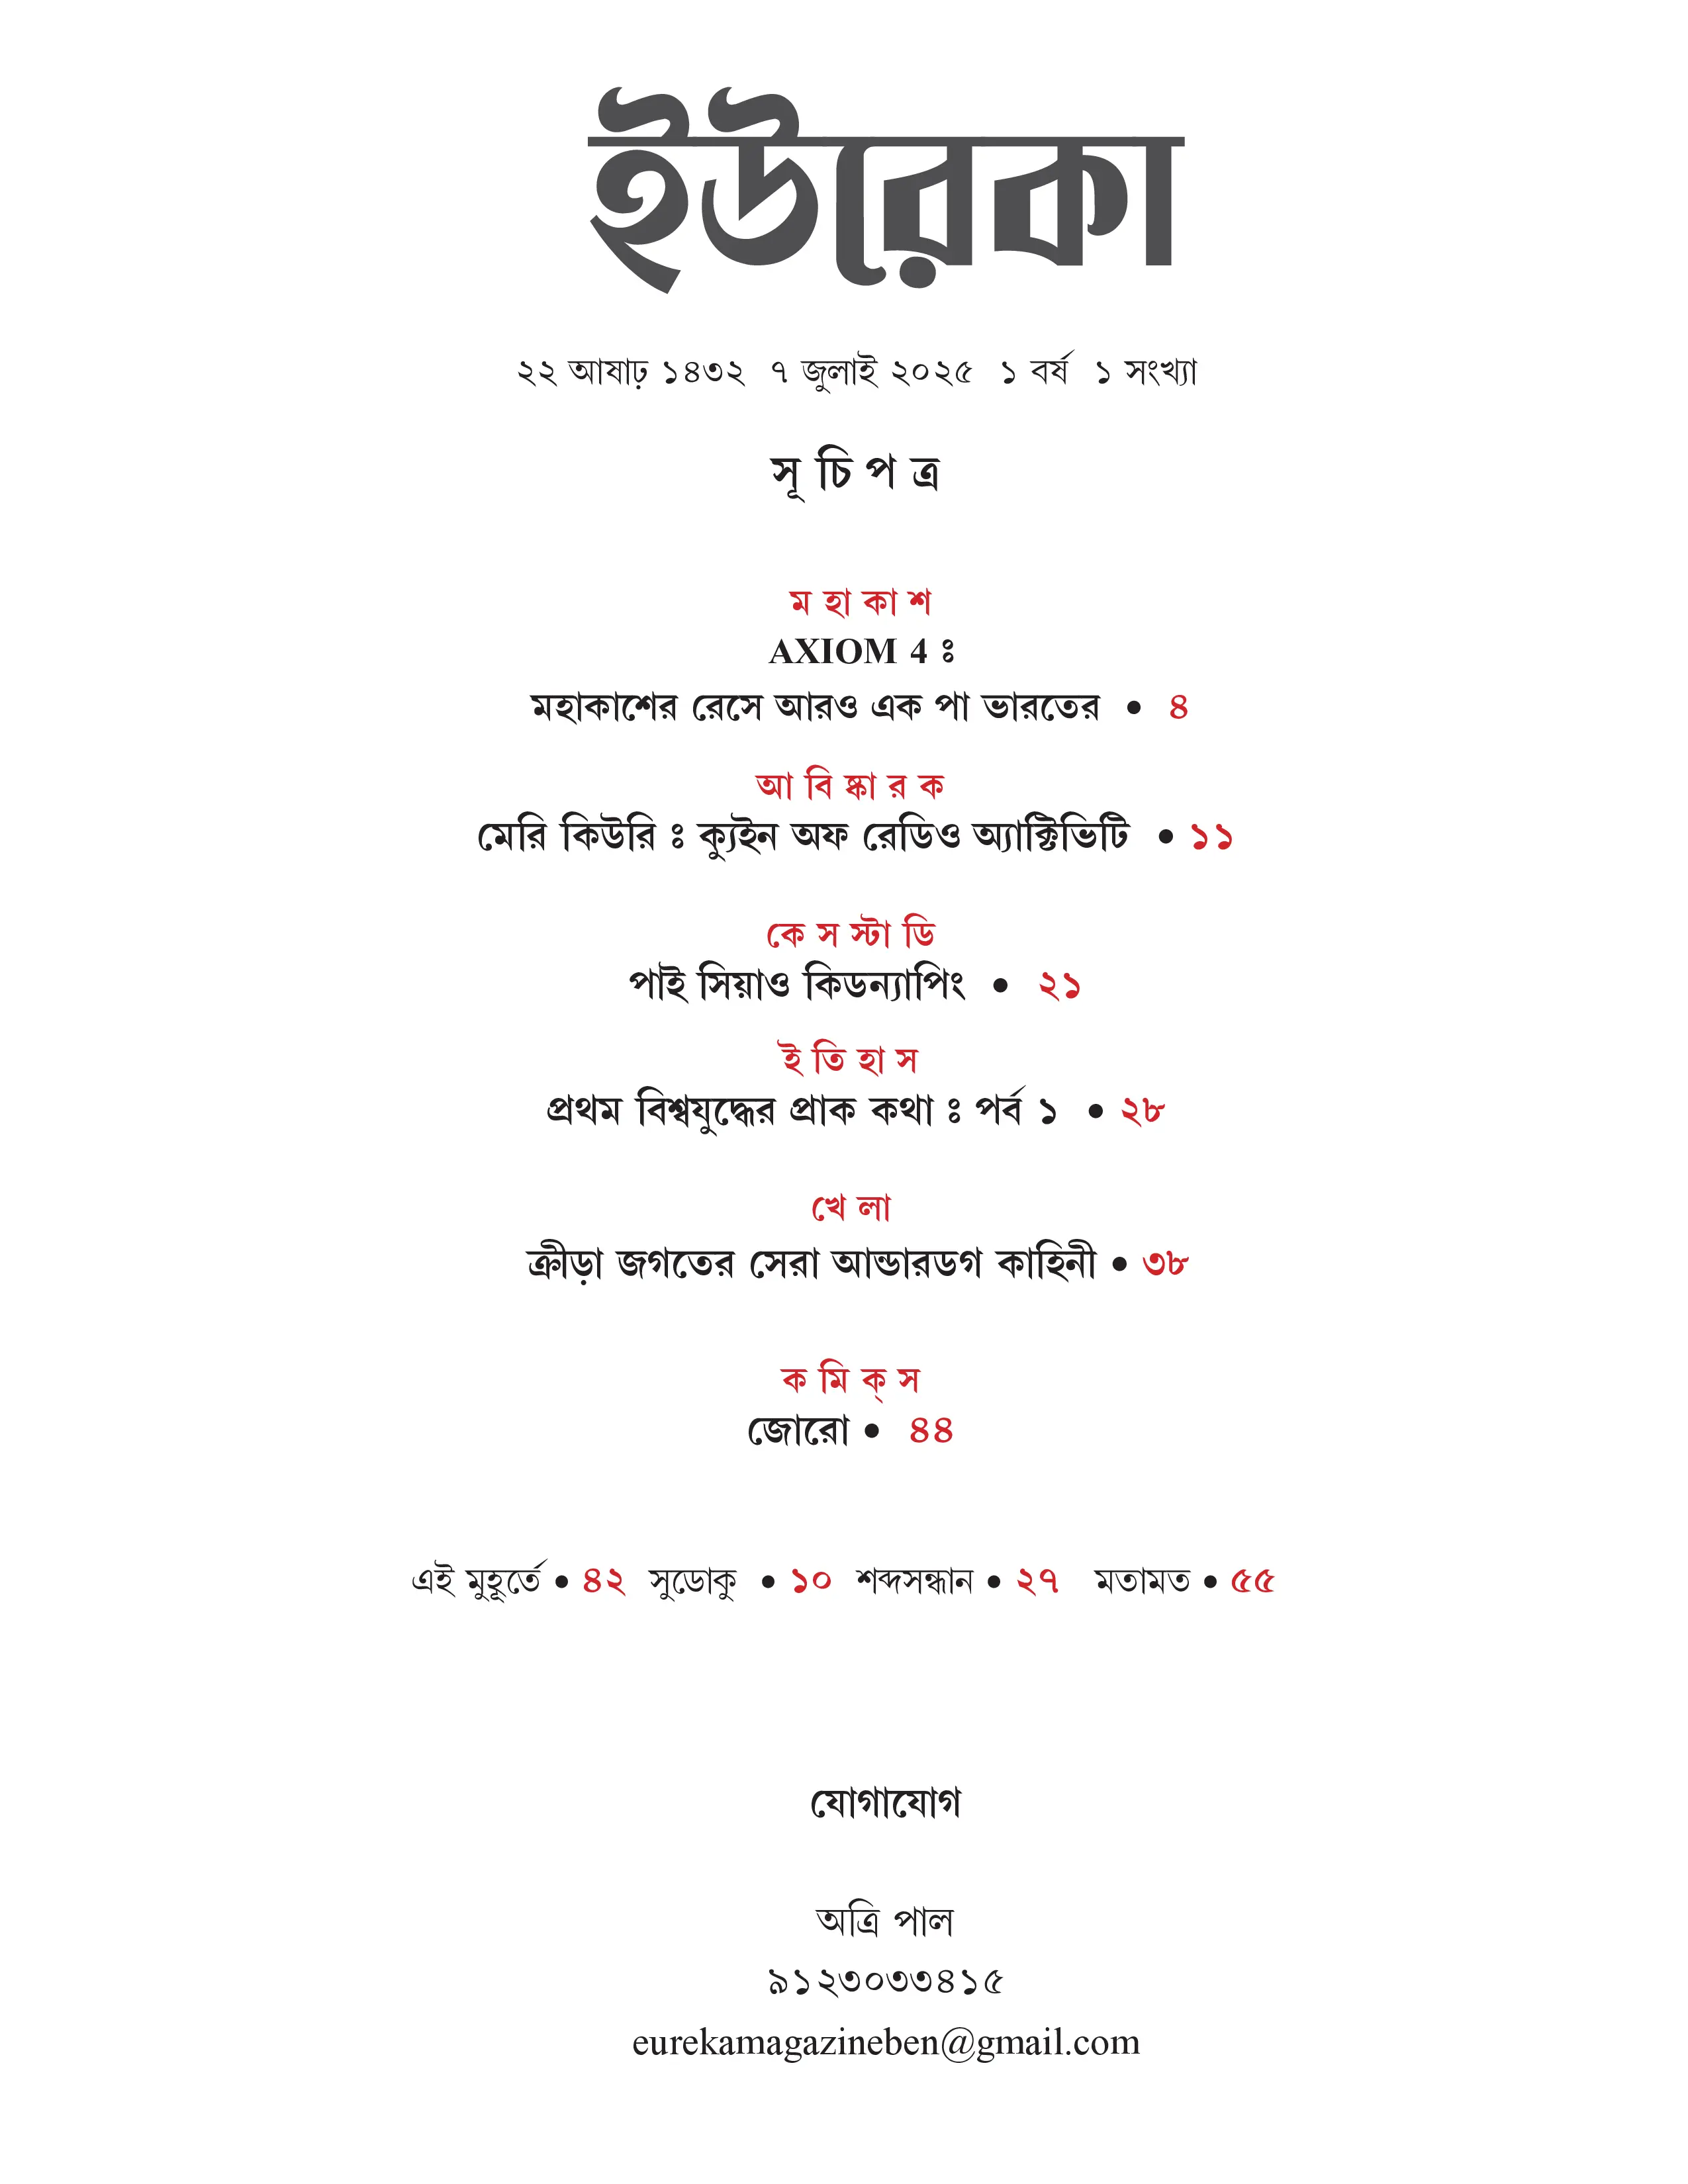 ইউরেকা
২২ আষাঢ় ১৪৩২ ৭ জুলাই ২০২৫ ১ বর্ষ ১ সংখ্যা
সূ চি প ত্র
ম হা কা শ
AXIOM 4 ঃ
মহাকাশের রেসে আরও এক পা ভারতের • ৪
আ বি ষ্কা র ক
মেরি কিউরি ঃ ক্যুইন অফ রেডিও অ্যাক্টিভিটি • ১১
কে স স্টা ডি
পাই সিয়াও কিডন্যাপিং • ২১
ই তি হা স
প্রথম বিশ্বযুদ্ধের প্রাক কথা ঃ পর্ব ১ • ২৮
খে লা
ক্রীড়া জগতের সেরা আন্ডারডগ কাহিনী • ৩৮
ক মি ক্ স
জোরো • ৪৪
এই মুহূর্তে • ৪২ সুডোকু • ১০ শব্দসন্ধান • ২৭ মতামত • ৫৫
যোগাযোগ
অত্রি পাল
৯১২৩০৩৩৪১৫
eurekamagazineben@gmail.com